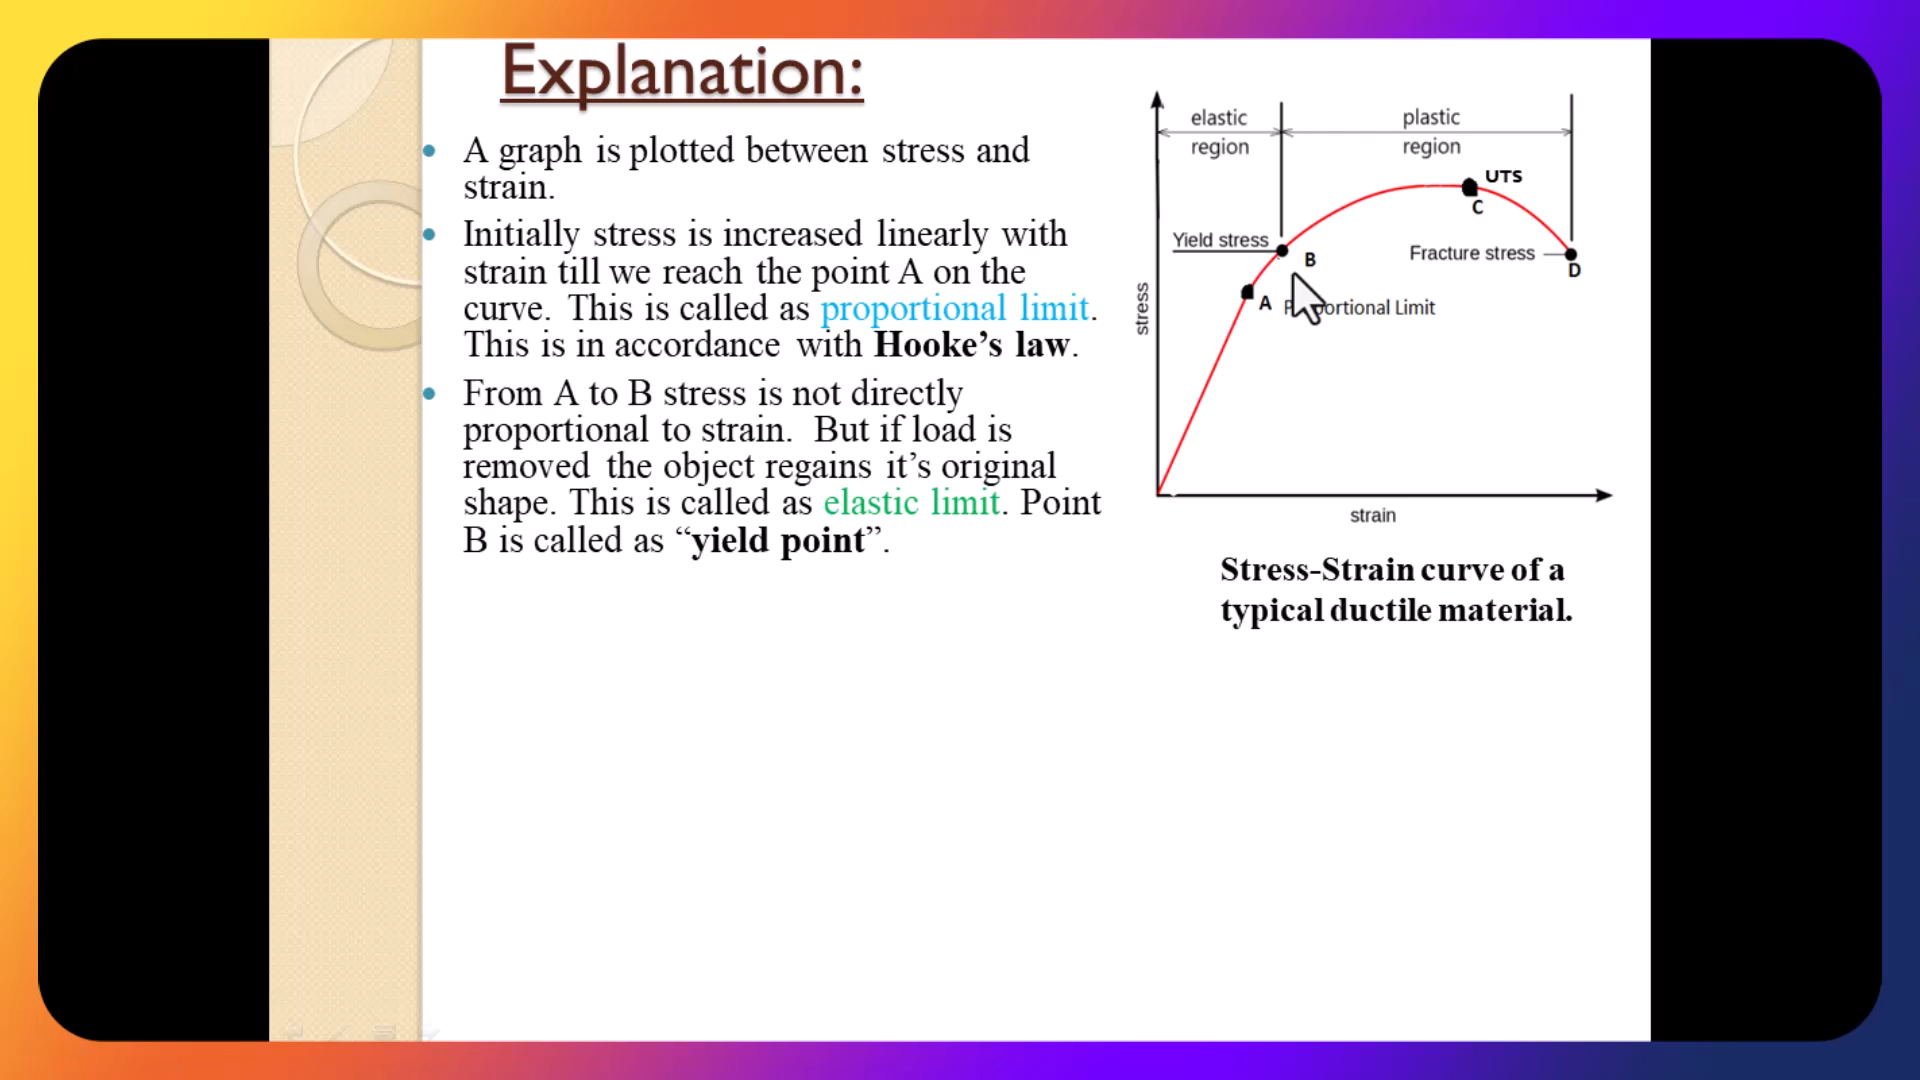 Explanation:
A graph is plotted between stress and
strain.
Initially stress is increased linearly with
strain till we reach the point A on the
curve. This is called as proportional limit.
This is in accordance with Hooke’s law.
From A to B stress is not directly
proportional to strain. But if load is
removed the object regains it’s original
shape. This is called as elastic limit. Point
B is called as “yield point”.
elastic
region
plastic
region
UTS
C
Yield stress
B
Fracture stress
D
A
Limit
stress
strain
Stress-Strain curve of a
typical ductile material.